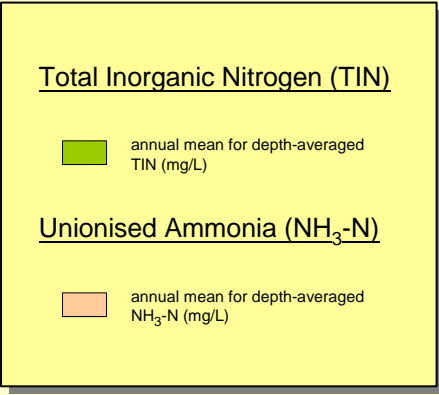 Total Inorganic Nitrogen (TIN)
annual mean for depth-averaged
TIN (mg/L)
Unionised Ammonia (NH₃-N)
annual mean for depth-averaged
NH₃-N (mg/L)